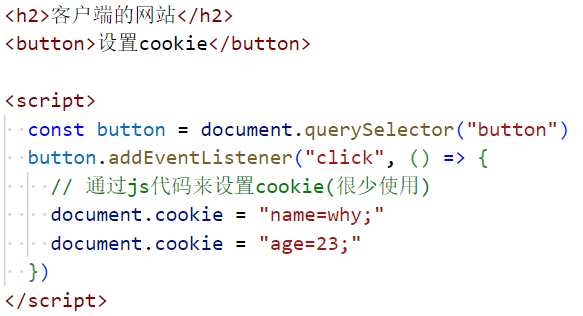 <h2>客户端的网站</h2>
<button>设置cookie</button>
<script>
const button = document.querySelector("button")
button.addEventListener("click", () => {
// 通过js代码来设置cookie(很少使用)
document.cookie = "name=why;"
document.cookie = "age=23;"
})
</script>